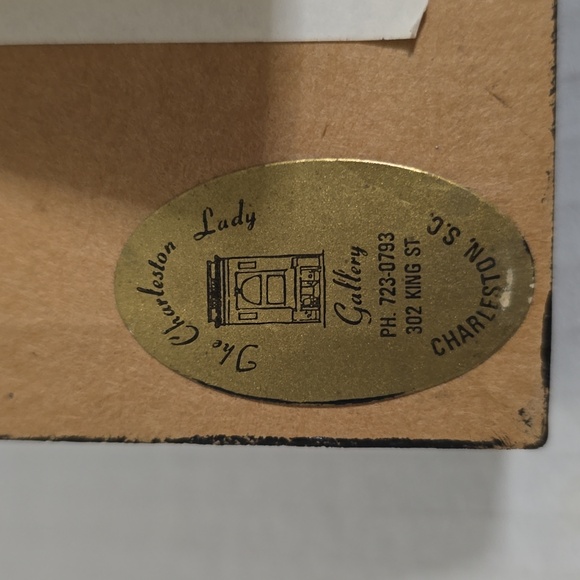 The Charleston Lady
Gallery
PH. 723-0793
302 KING ST
CHARLESTON, S.C.